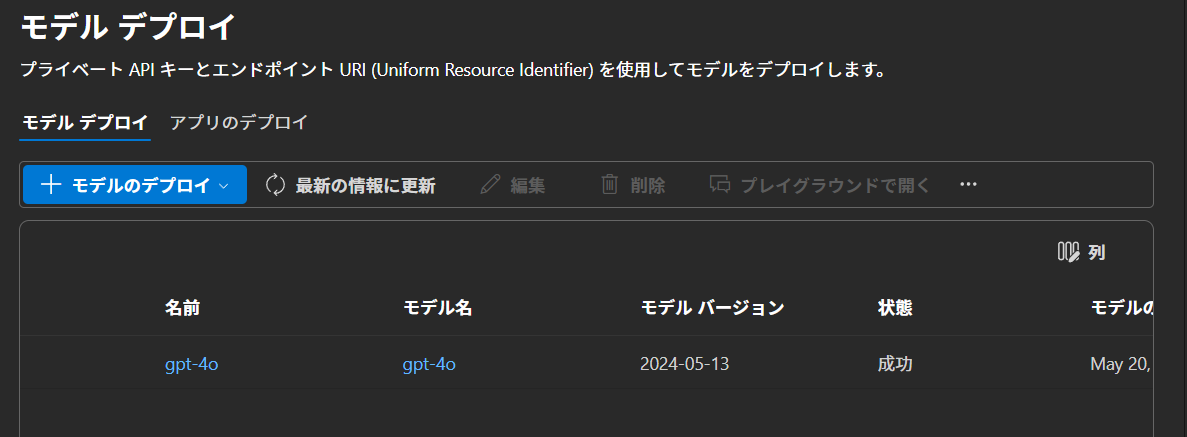 モデル デプロイ
プライベート API キーとエンドポイント URI (Uniform Resource Identifier) を使用してモデルをデプロイします。
モデル デプロイ アプリのデプロイ
モデルのデプロイ 最新の情報に更新 編集 削除 プレイグラウンドで開く ···
列
名前 モデル名 モデル バージョン 状態 モデルの
gpt-4o gpt-4o 2024-05-13 成功 May 20,